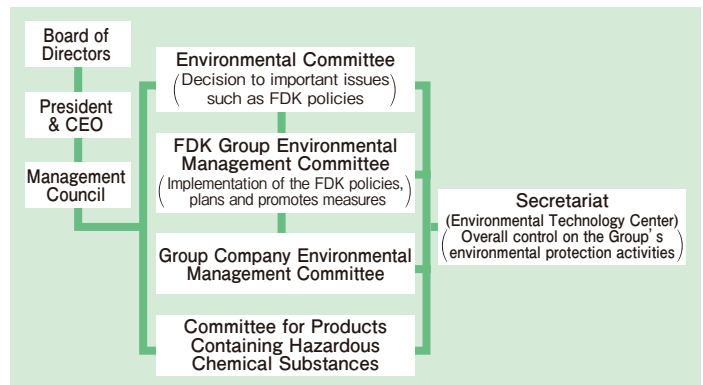 Board of
Directors
President
& CEO
Management
Council
Environmental Committee
(Decision to important issues
such as FDK policies)
FDK Group Environmental
Management Committee
(Implementation of the FDK policies,
plans and promotes measures)
Group Company Environmental
Management Committee
Committee for Products
Containing Hazardous
Chemical Substances
Secretariat
(Environmental Technology Center)
(Overall control on the Group's
environmental protection activities)